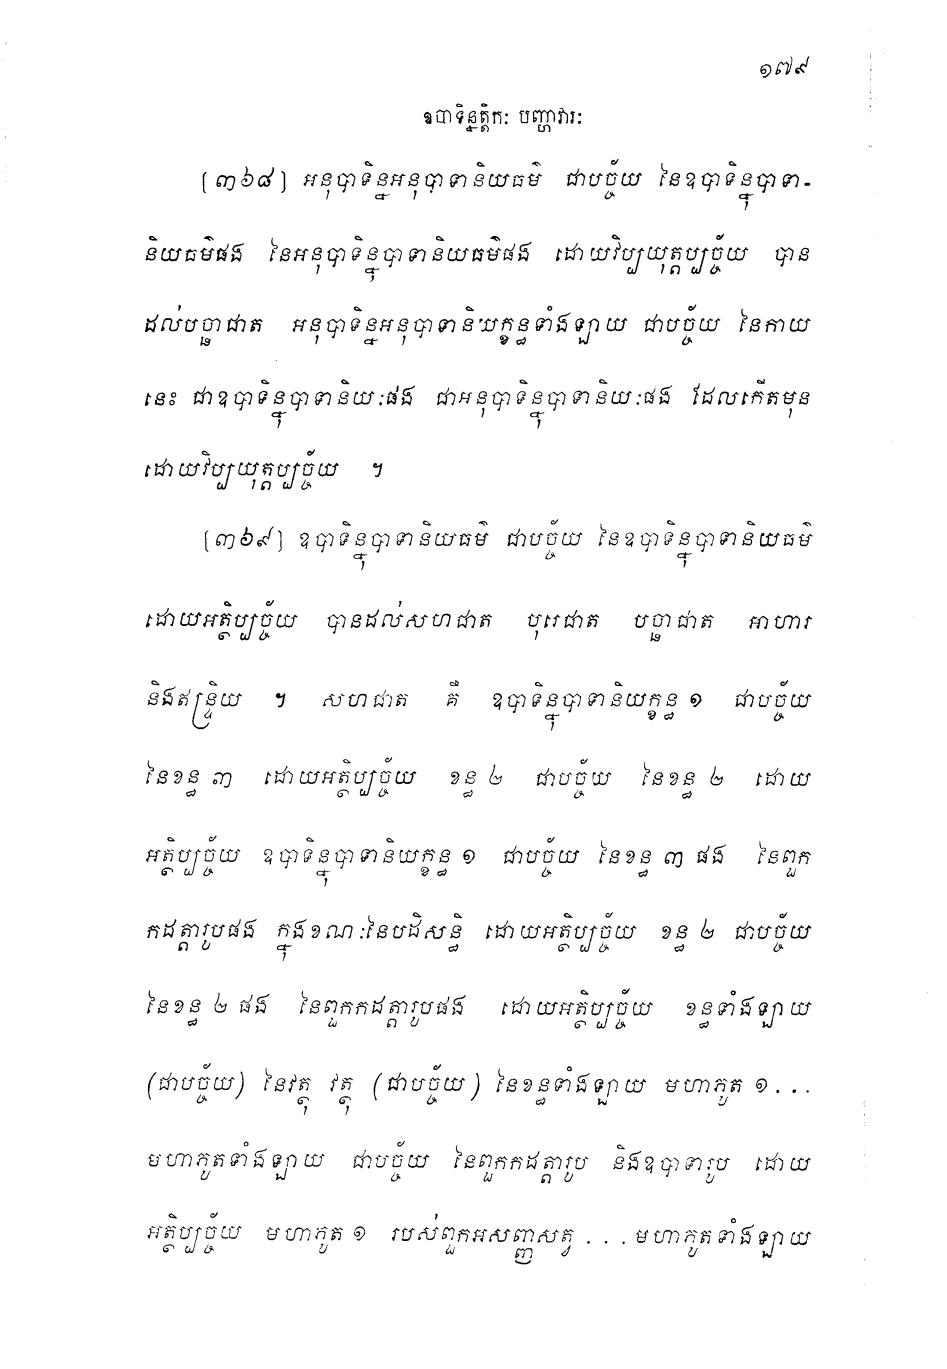 ១៧៩
ឧបាទិន្នត្តិកៈ បញ្ហាវារៈ
[៣៦៨] អនុបាទិន្នអនុបាទានិយធម៌ ជាបច្ច័យ នៃឧបាទិន្នុបាទា-
និយធម៌ផង នៃអនុបាទិន្នុបាទានិយធម៌ផង ដោយវិប្បយុត្តប្បច្ច័យ បាន
ដល់បច្ឆាជាត អនុបាទិន្នអនុបាទានិយក្ខន្ធទាំងឡាយ ជាបច្ច័យ នៃកាយ
នេះ ជាឧបាទិន្នុបាទានិយៈផង ជាអនុបាទិន្នុបាទានិយៈផង ដែលកើតមុន
ដោយវិប្បយុត្តប្បច្ច័យ ។
[៣៦៩] ឧបាទិន្នុបាទានិយធម៌ ជាបច្ច័យ នៃឧបាទិន្នុបាទានិយធម៌
ដោយអត្ថិប្បច្ច័យ បានដល់សហជាត បុរេជាត បច្ឆាជាត អាហារ
និងឥន្ទ្រិយ ។ សហជាត គឺ ឧបាទិន្នុបាទានិយក្ខន្ធ ១ ជាបច្ច័យ
នៃខន្ធ ៣ ដោយអត្ថិប្បច្ច័យ ខន្ធ ២ ជាបច្ច័យ នៃខន្ធ ២ ដោយ
អត្ថិប្បច្ច័យ ឧបាទិន្នុបាទានិយក្ខន្ធ ១ ជាបច្ច័យ នៃខន្ធ ៣ ផង នៃពួក
កដត្តារូបផង ក្នុងខណៈនៃបដិសន្ធិ ដោយអត្ថិប្បច្ច័យ ខន្ធ ២ ជាបច្ច័យ
នៃខន្ធ ២ ផង នៃពួកកដត្តារូបផង ដោយអត្ថិប្បច្ច័យ ខន្ធទាំងឡាយ
(ជាបច្ច័យ) នៃវត្ថុ វត្ថុ (ជាបច្ច័យ) នៃខន្ធទាំងឡាយ មហាភូត ១...
មហាភូតទាំងឡាយ ជាបច្ច័យ នៃពួកកដត្តារូប និងឧបាទារូប ដោយ
អត្ថិប្បច្ច័យ មហាភូត ១ របស់ពួកអសញ្ញសត្វ ...មហាភូតទាំងឡាយ